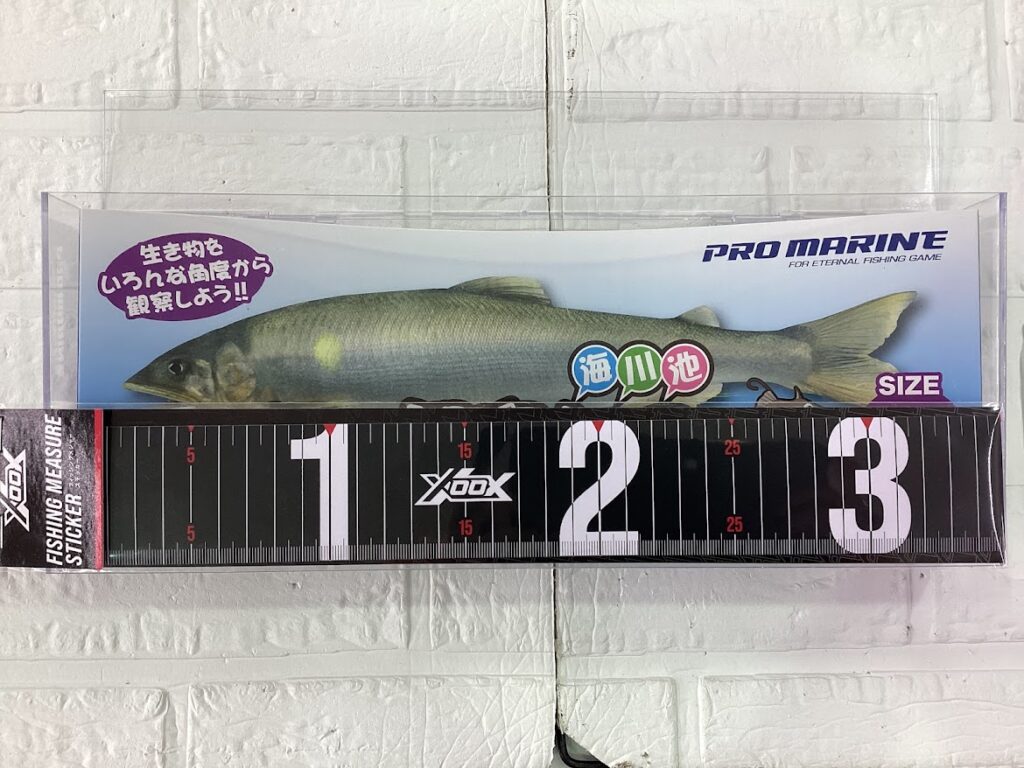 生き物を
いろんな角度から
観察しよう!!
PRO MARINE
FOR ETERNAL FISHING GAME
海川池
SIZE
XOOX
FISHING MEASURE
STICKER
5
1
15
2
25
3
XOOX
5
15
25